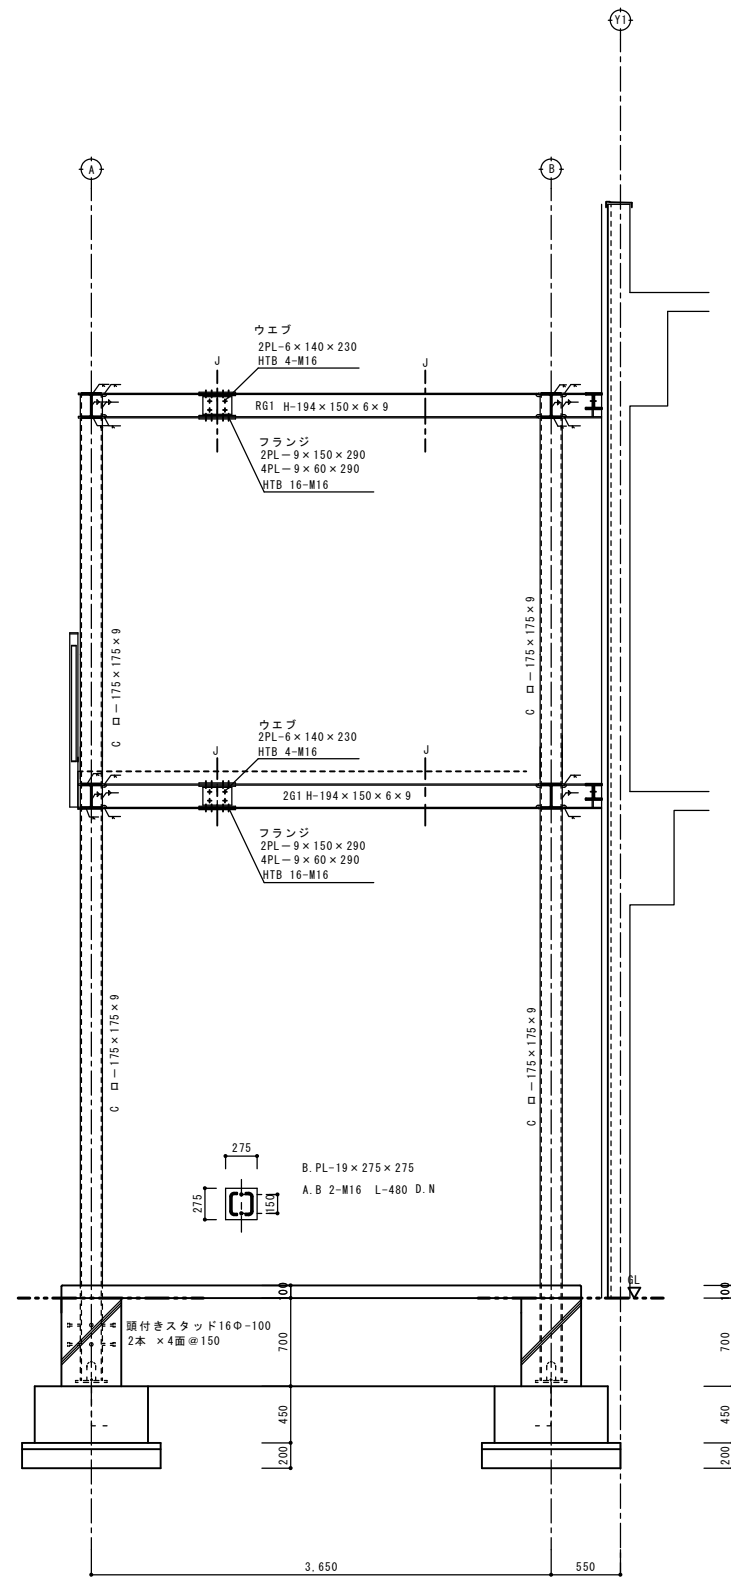 Y1
A
B
ウエブ
2PL-6×140×230
HTB 4-M16
J
J
RG1 H-194×150×6×9
フランジ
2PL-9×150×290
4PL-9×60×290
HTB 16-M16
C ロ-175×175×9
C ロ-175×175×9
ウエブ
2PL-6×140×230
HTB 4-M16
J
J
2G1 H-194×150×6×9
フランジ
2PL-9×150×290
4PL-9×60×290
HTB 16-M16
C ロ-175×175×9
C ロ-175×175×9
275
275
150
B.PL-19×275×275
A.B 2-M16 L-480 D.N
GL
100
100
頭付きスタッド16Φ-100
2本 ×4面@150
700
700
450
450
200
200
3,650
550